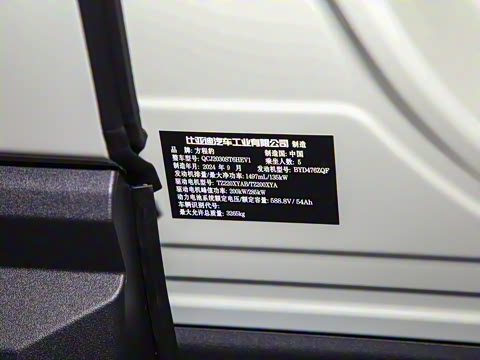 比亚迪汽车工业有限公司 制造
品 牌: 方程豹 制造国: 中国
整车型号: QCJ2030ST6HEV1 乘坐人数: 5
制造年月: 2024 年 9 月 发动机型号: BYD476ZQF
发动机排量/最大净功率: 1497mL/135kW
驱动电机型号: TZ220XYAB/TZ200XYA
驱动电机峰值功率: 200kW/285kW
动力电池系统额定电压/额定容量: 588.8V/ 54Ah
车辆识别代号:
最大允许总质量: 3265kg